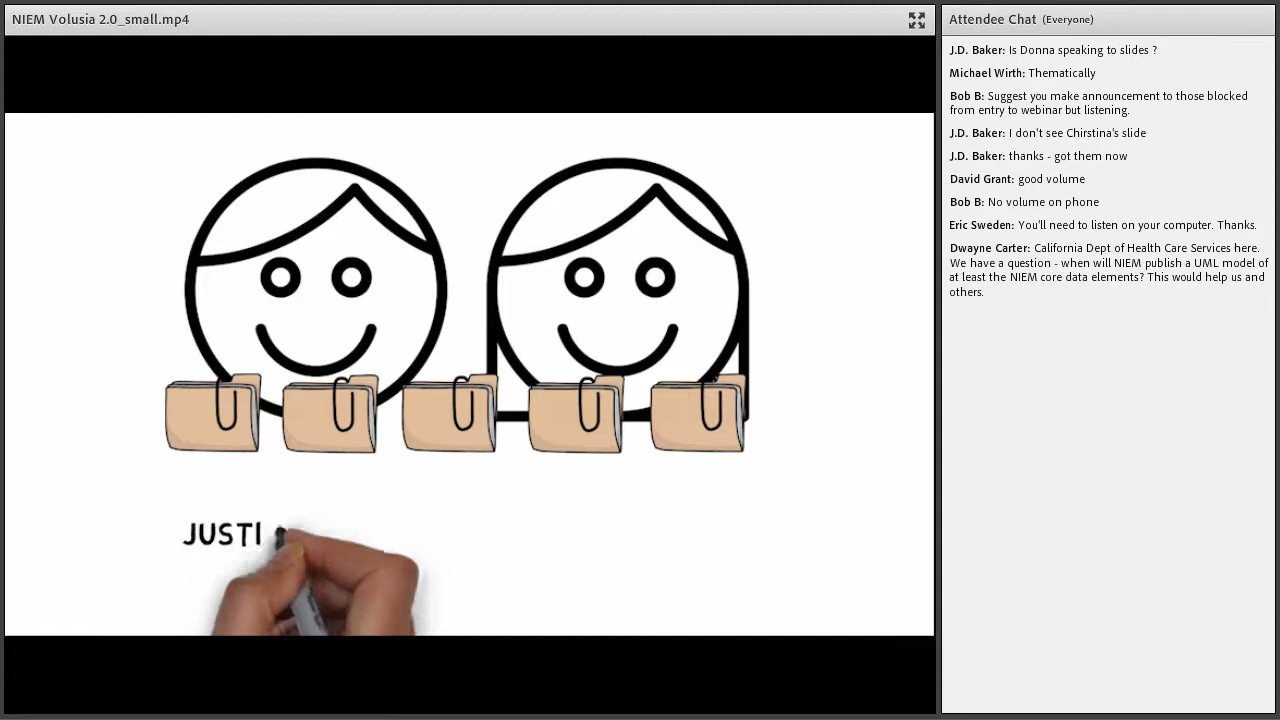 NIEM Volusia 2.0_small.mp4
JUSTI
Attendee Chat (Everyone)
J.D. Baker: Is Donna speaking to slides ?
Michael Wirth: Thematically
Bob B: Suggest you make announcement to those blocked
from entry to webinar but listening.
J.D. Baker: I don't see Chirstina's slide
J.D. Baker: thanks - got them now
David Grant: good volume
Bob B: No volume on phone
Eric Sweden: You'll need to listen on your computer. Thanks.
Dwayne Carter: California Dept of Health Care Services here.
We have a question - when will NIEM publish a UML model of
at least the NIEM core data elements? This would help us and
others.